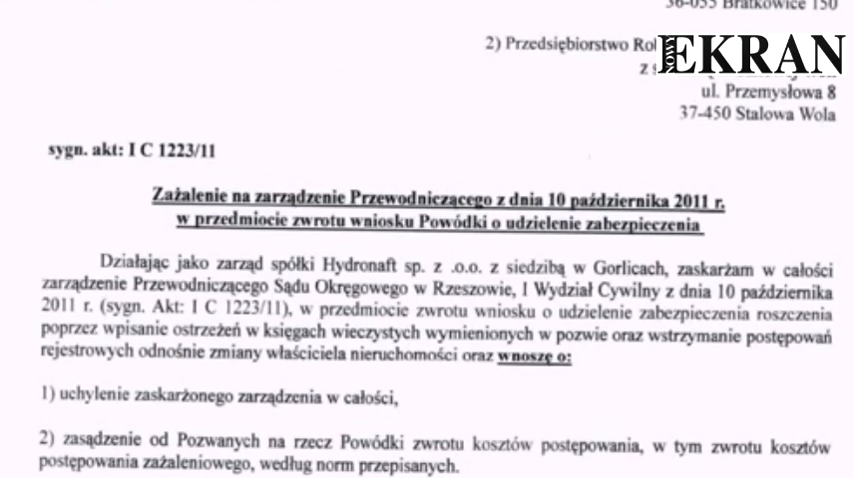 36-055 Bratkowice 150
2) Przedsiębiorstwo
NOWY EKRAN
ul. Przemysłowa 8
37-450 Stalowa Wola
sygn. akt: I C 1223/11
Zażalenie na zarządzenie Przewodniczącego z dnia 10 października 2011 r.
w przedmiocie zwrotu wniosku Powódki o udzielenie zabezpieczenia
Działając jako zarząd spółki Hydronaft sp. z .o.o. z siedzibą w Gorlicach, zaskarżam w całości
zarządzenie Przewodniczącego Sądu Okręgowego w Rzeszowie, I Wydział Cywilny z dnia 10 października
2011 r. (sygn. Akt: I C 1223/11), w przedmiocie zwrotu wniosku o udzielenie zabezpieczenia roszczenia
poprzez wpisanie ostrzeżeń w księgach wieczystych wymienionych w pozwie oraz wstrzymanie postępowań
rejestrowych odnośnie zmiany właściciela nieruchomości oraz wnoszę o:
1) uchylenie zaskarżonego zarządzenia w całości,
2) zasądzenie od Pozwanych na rzecz Powódki zwrotu kosztów postępowania, w tym zwrotu kosztów
postępowania zażaleniowego, według norm przepisanych.